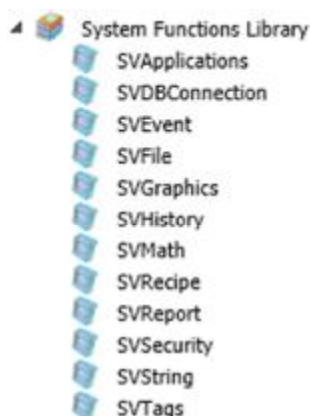 System Functions Library
SVApplications
SVDBConnection
SVEvent
SVFile
SVGraphics
SVHistory
SVMath
SVRecipe
SVReport
SVSecurity
SVString
SVTags